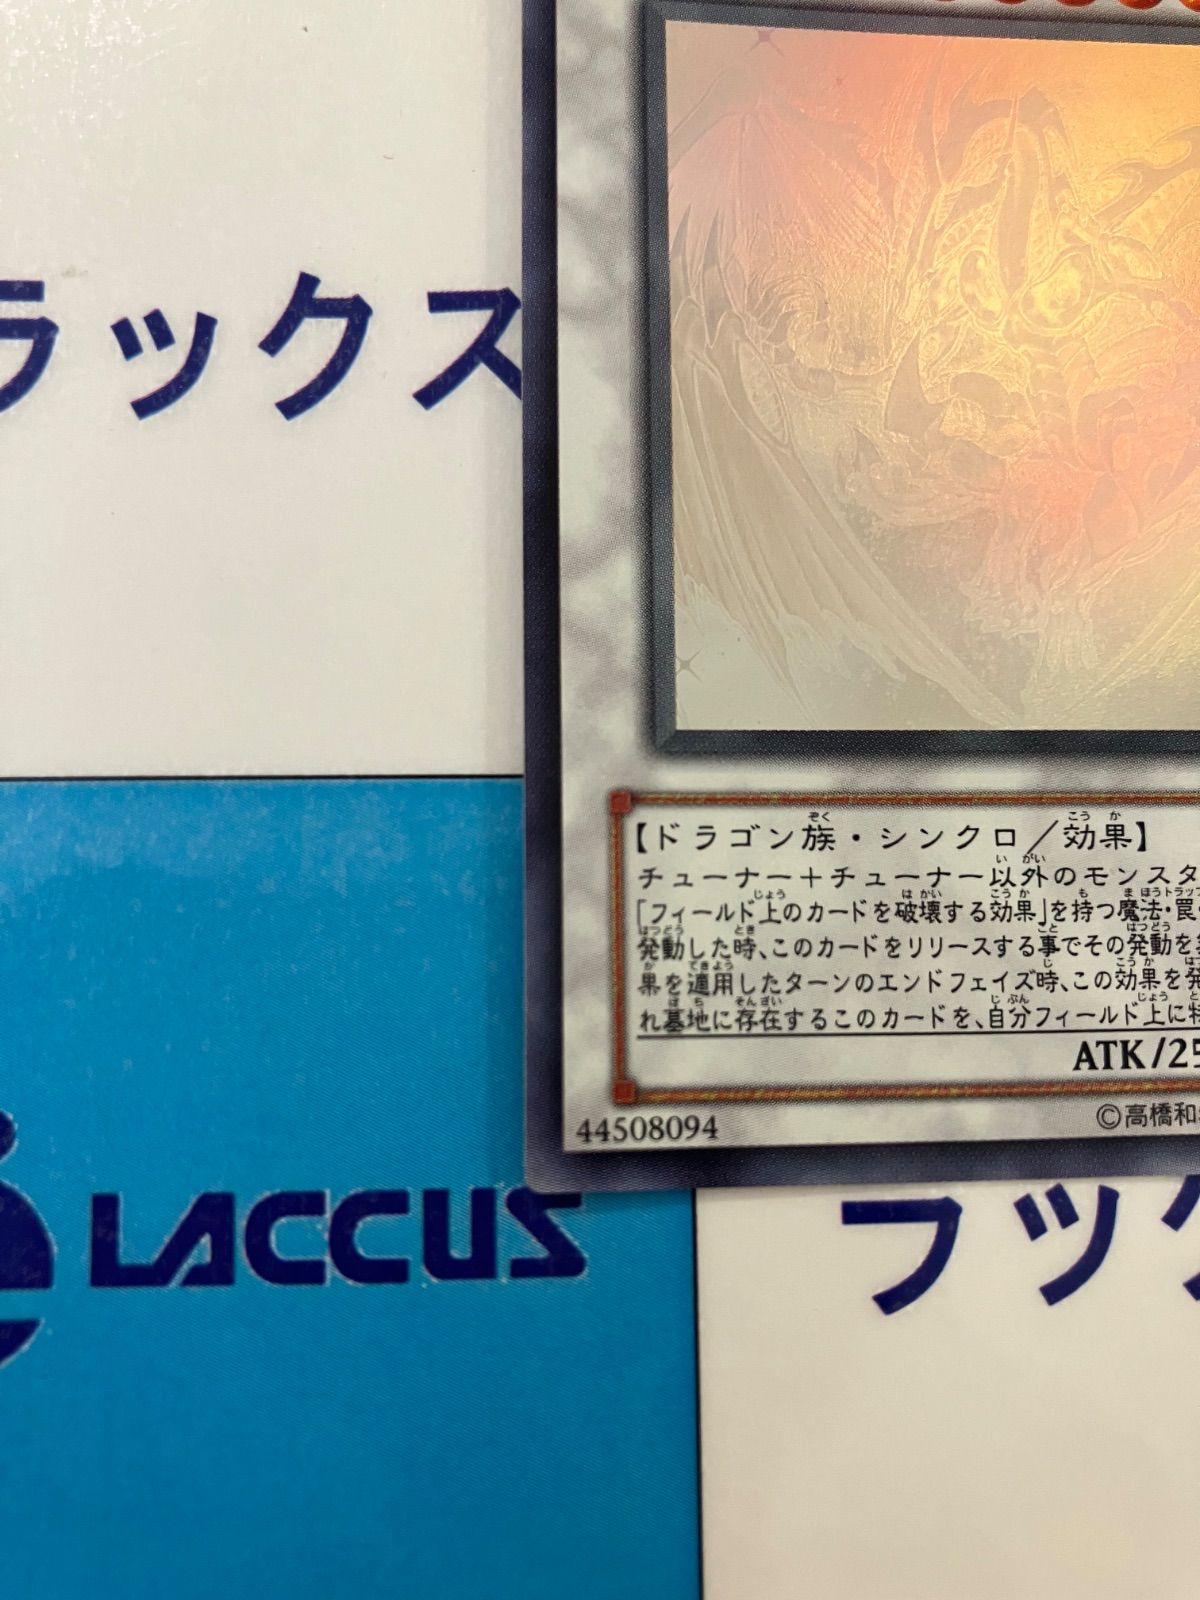 ラックス
【ドラゴン族・シンクロ／効果】
チューナー＋チューナー以外のモンスタ
「フィールド上のカードを破壊する効果」を持つ魔法・罠・
発動した時、このカードをリリースする事でその発動を
果を適用したターンのエンドフェイズ時、この効果を発
れ墓地に存在するこのカードを、自分フィールド上に特
ATK/25
44508094
©高橋和
LACCUS
ラック